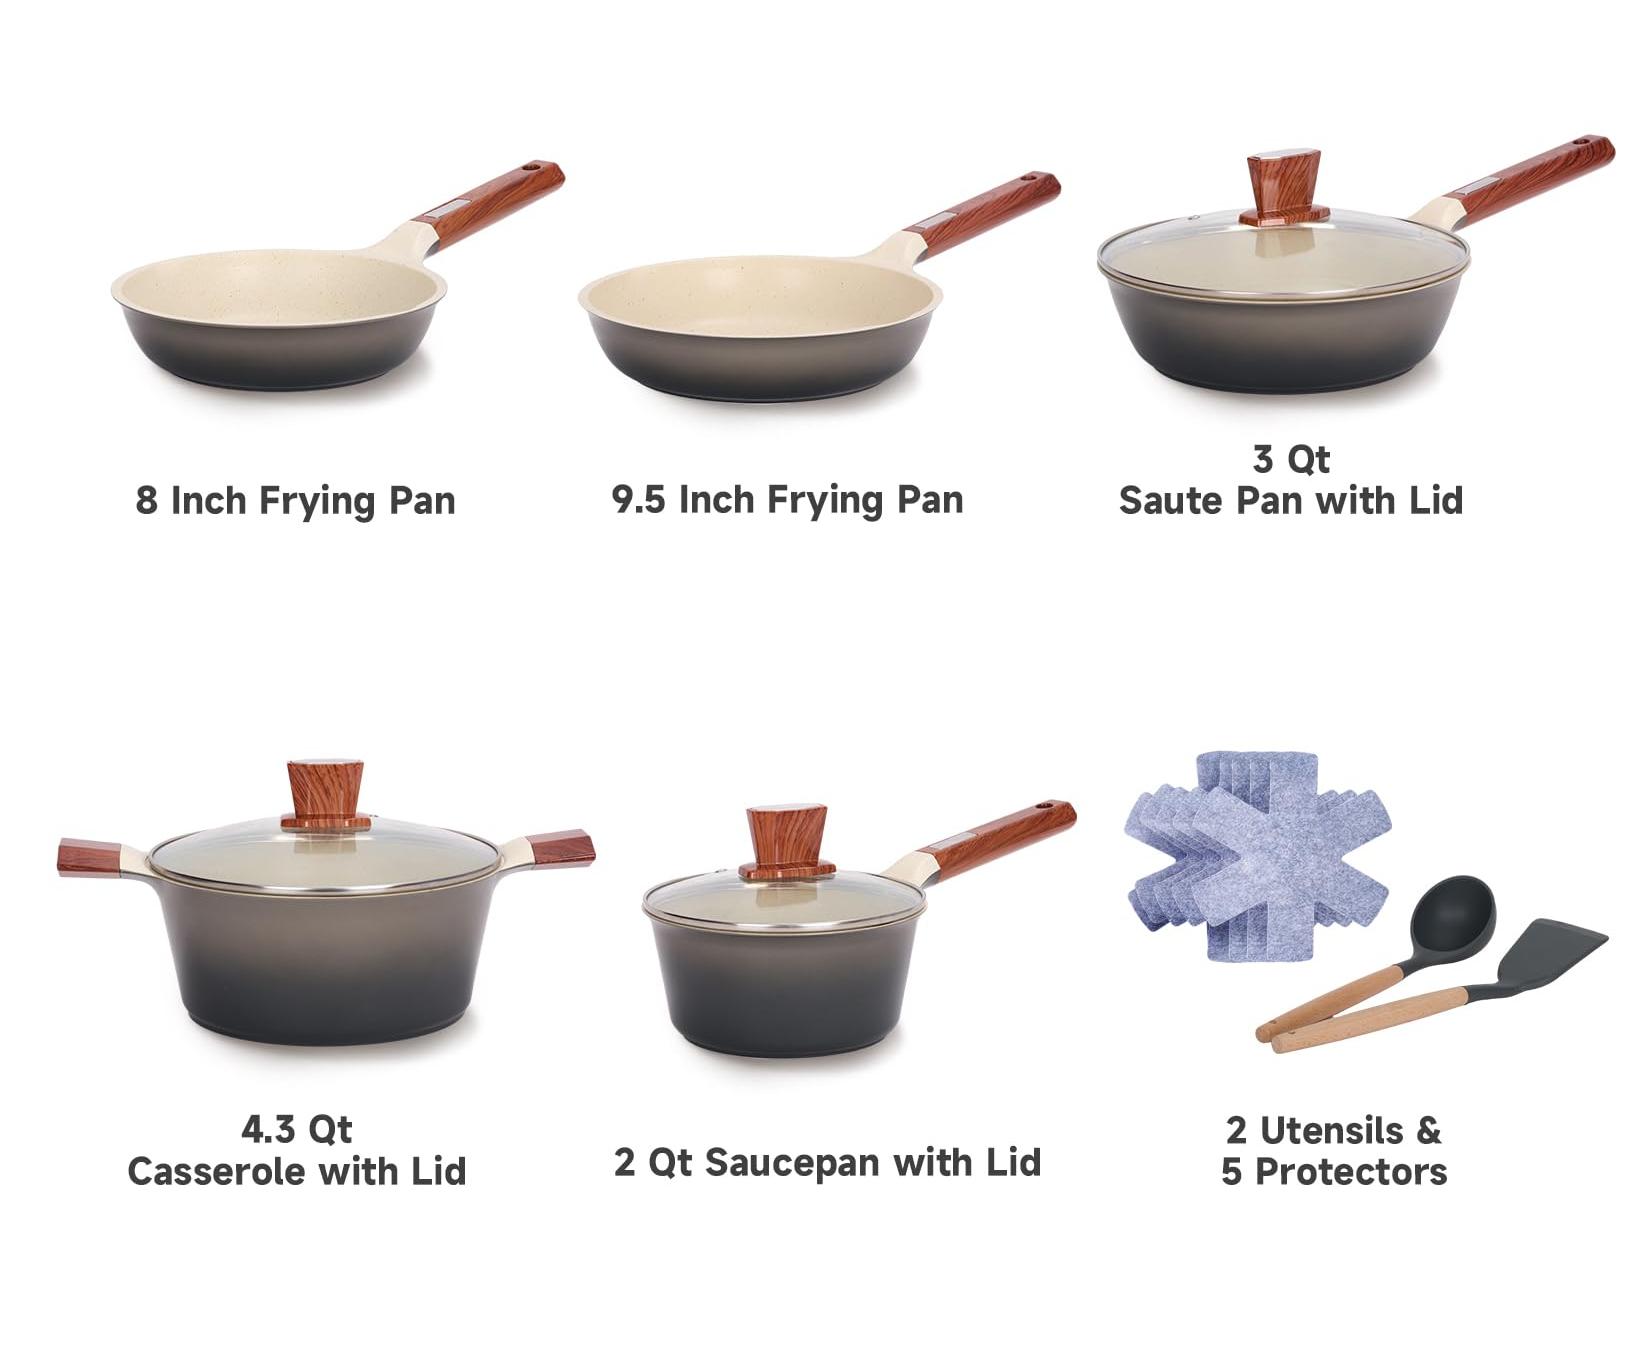 8 Inch Frying Pan
9.5 Inch Frying Pan
3 Qt
Saute Pan with Lid
4.3 Qt
Casserole with Lid
2 Qt Saucepan with Lid
2 Utensils &
5 Protectors